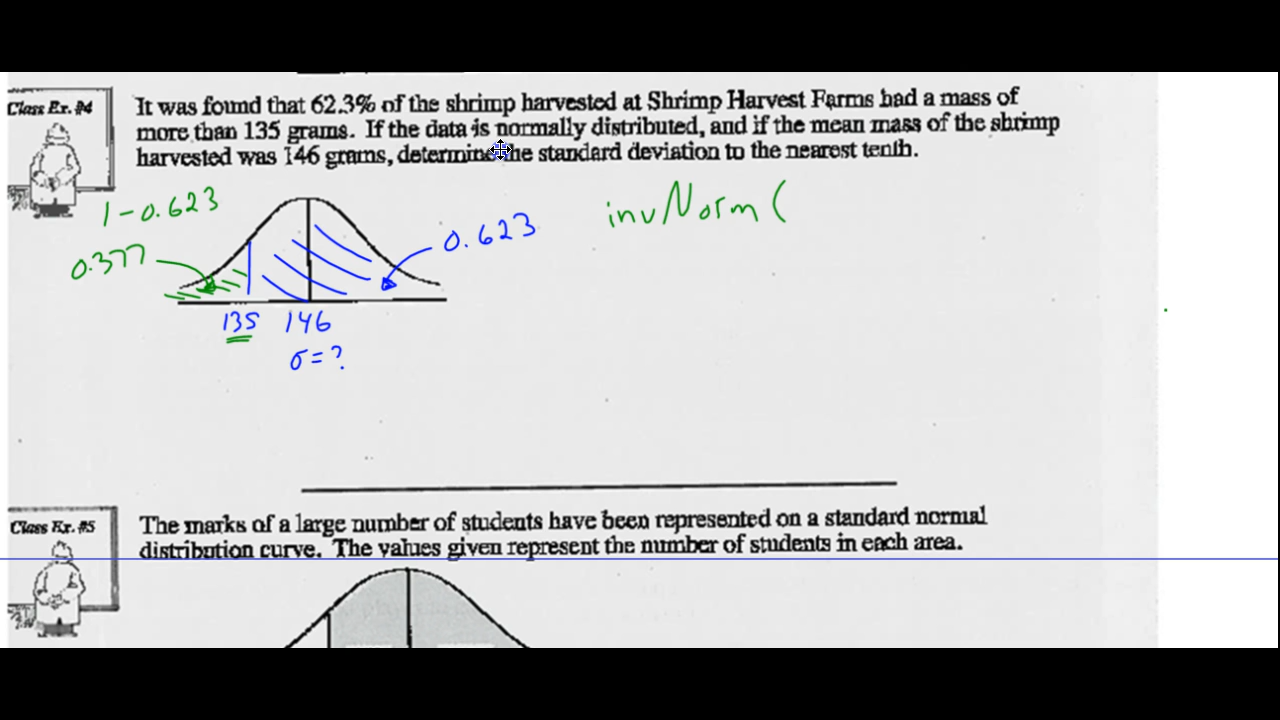 Class Ex. #4
It was found that 62.3% of the shrimp harvested at Shrimp Harvest Farms had a mass of
more than 135 grams. If the data is normally distributed, and if the mean mass of the shrimp
harvested was 146 grams, determine the standard deviation to the nearest tenth.
1 - 0.623
0.377
0.623
invNorm (
135 146
σ = ?
Class Ex. #5
The marks of a large number of students have been represented on a standard normal
distribution curve. The values given represent the number of students in each area.